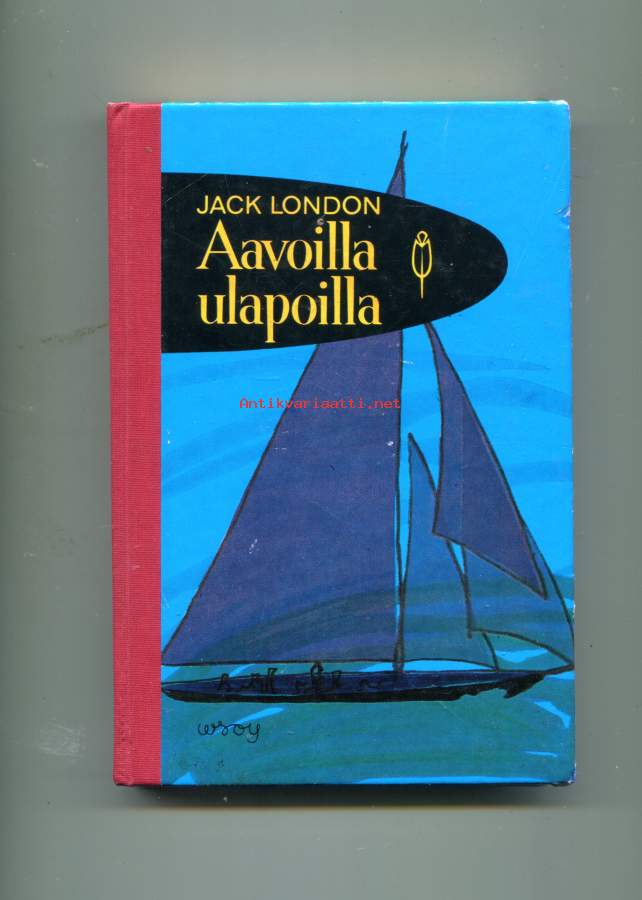 JACK LONDON
Aavoilla
ulapoilla
Antikvariaatti.net
wsoy